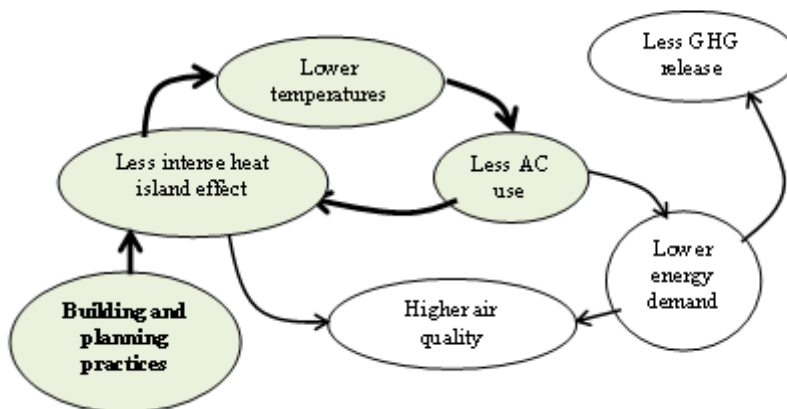 Less GHG
release
Lower
temperatures
Less intense heat
island effect
Less AC
use
Lower
energy
demand
Building and
planning
practices
Higher air
quality